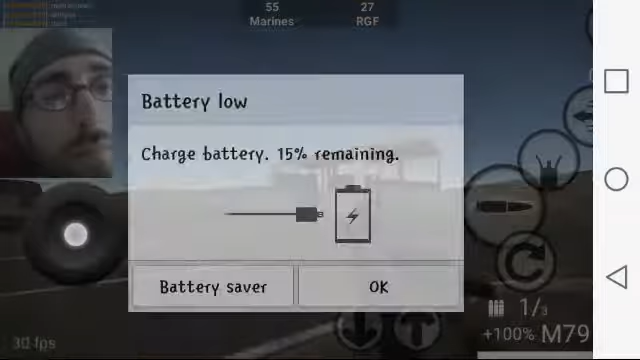 55 27
Marines RGF
Battery low
Charge battery. 15% remaining.
Battery saver OK
30 fps
1/3
+100% M79